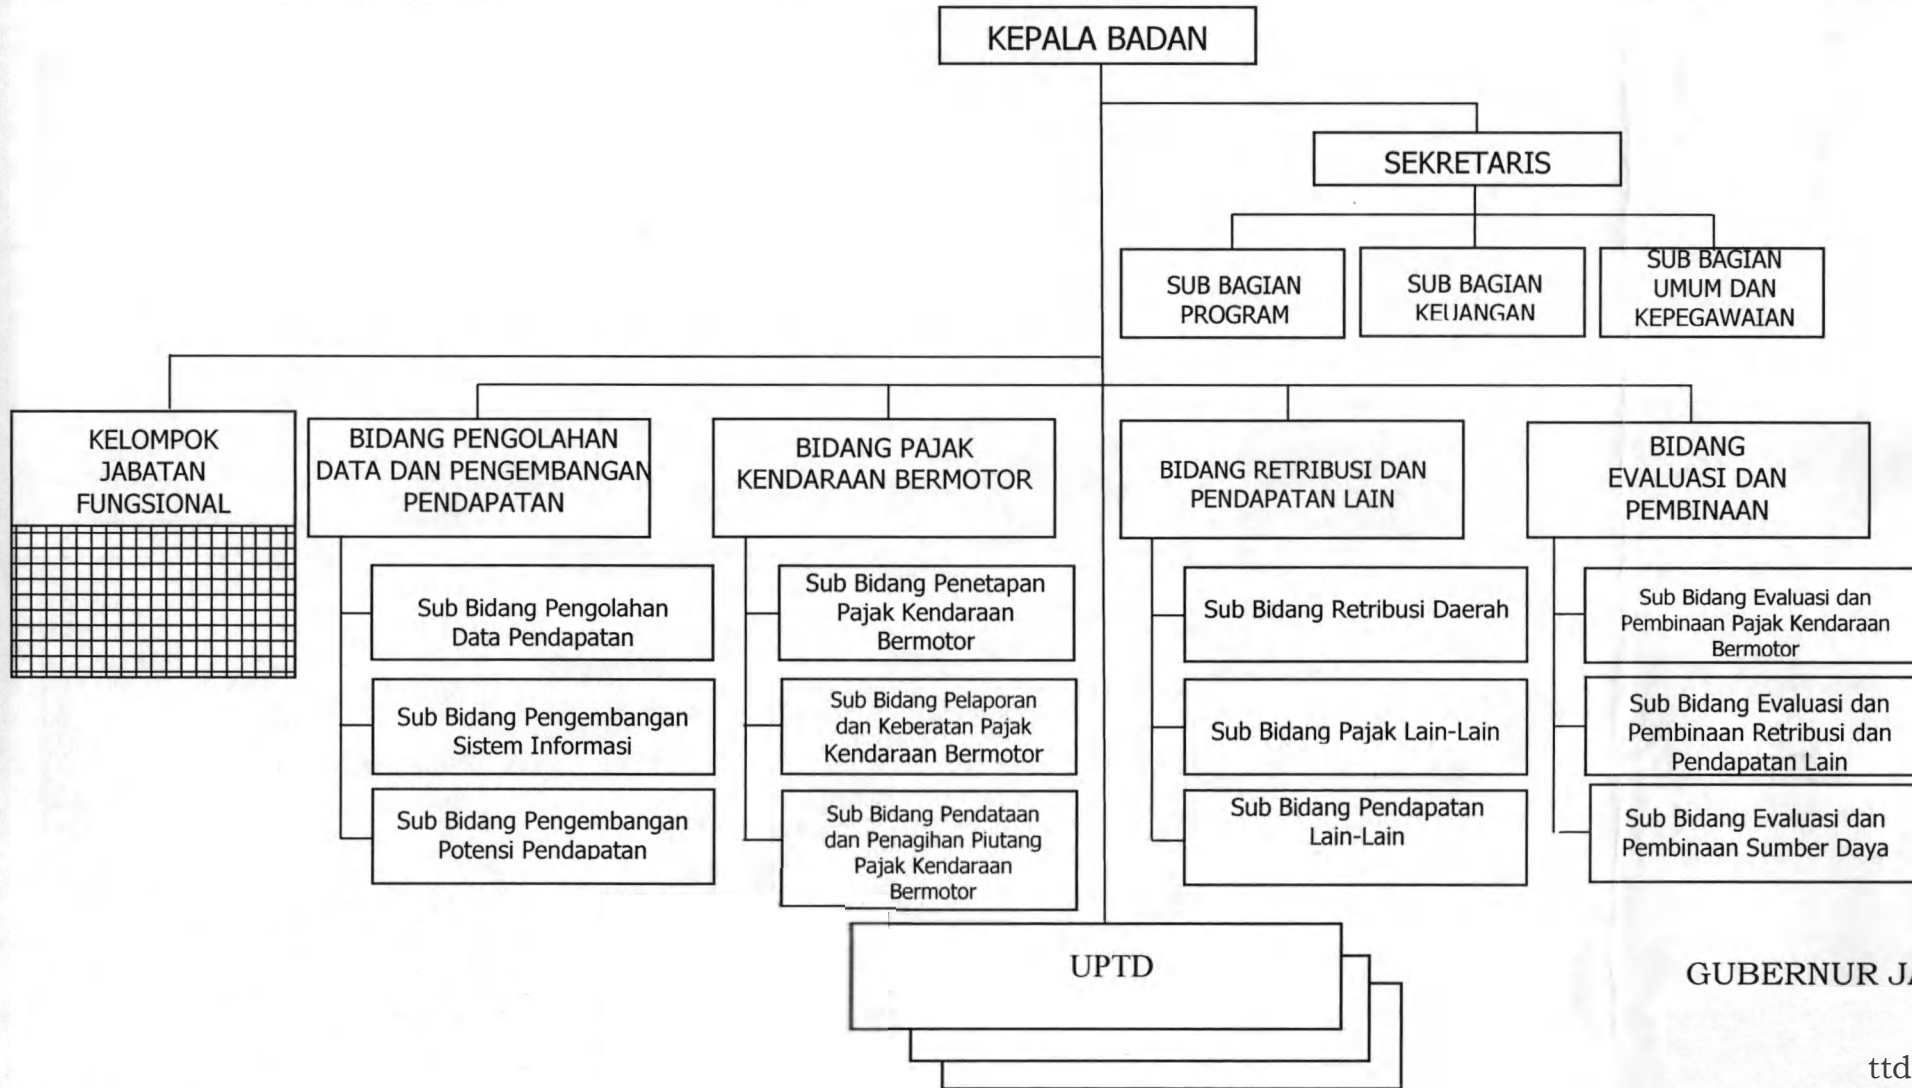 KEPALA BADAN
SEKRETARIS
SUB BAGIAN
PROGRAM
SUB BAGIAN
KEUANGAN
SUB BAGIAN
UMUM DAN
KEPEGAWAIAN
KELOMPOK
JABATAN
FUNGSIONAL
BIDANG PENGOLAHAN
DATA DAN PENGEMBANGAN
PENDAPATAN
BIDANG PAJAK
KENDARAAN BERMOTOR
BIDANG RETRIBUSI DAN
PENDAPATAN LAIN
BIDANG
EVALUASI DAN
PEMBINAAN
Sub Bidang Pengolahan
Data Pendapatan
Sub Bidang Pengembangan
Sistem Informasi
Sub Bidang Pengembangan
Potensi Pendapatan
Sub Bidang Penetapan
Pajak Kendaraan
Bermotor
Sub Bidang Pelaporan
dan Keberatan Pajak
Kendaraan Bermotor
Sub Bidang Pendataan
dan Penagihan Piutang
Pajak Kendaraan
Bermotor
Sub Bidang Retribusi Daerah
Sub Bidang Pajak Lain-Lain
Sub Bidang Pendapatan
Lain-Lain
Sub Bidang Evaluasi dan
Pembinaan Pajak Kendaraan
Bermotor
Sub Bidang Evaluasi dan
Pembinaan Retribusi dan
Pendapatan Lain
Sub Bidang Evaluasi dan
Pembinaan Sumber Daya
UPTD
GUBERNUR
ttd